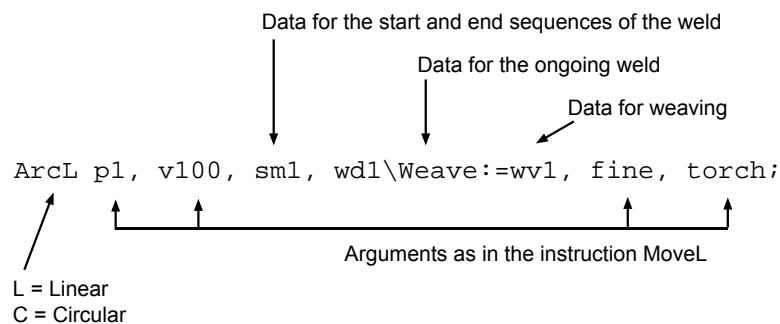 Data for the start and end sequences of the weld
Data for the ongoing weld
Data for weaving
ArcL p1, v100, sm1, wd1\Weave:=wv1, fine, torch;
Arguments as in the instruction MoveL
L = Linear
C = Circular